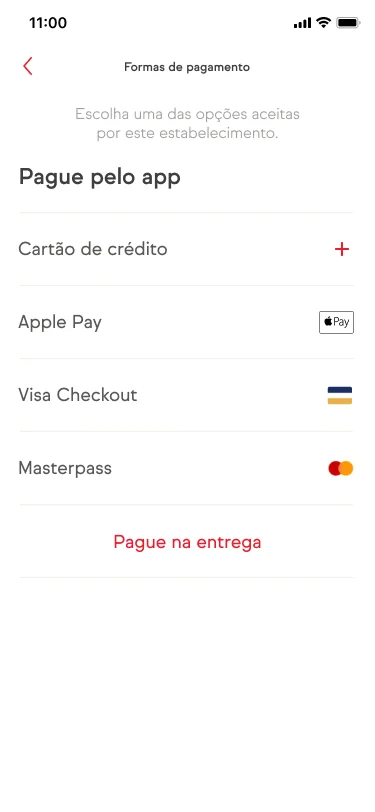 11:00
Formas de pagamento
Escolha uma das opções aceitas
por este estabelecimento.
Pague pelo app
Cartão de crédito
Apple Pay
Pay
Visa Checkout
Masterpass
Pague na entrega